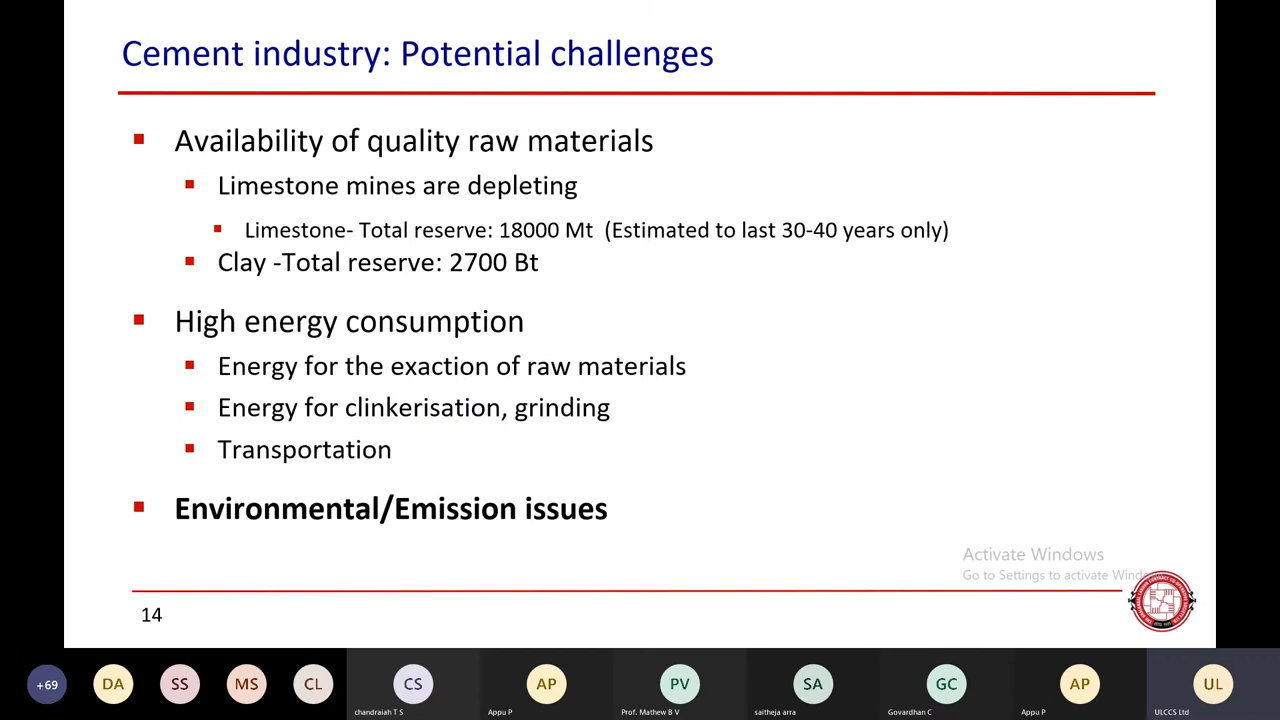 Cement industry: Potential challenges
Availability of quality raw materials
Limestone mines are depleting
Limestone- Total reserve: 18000 Mt (Estimated to last 30-40 years only)
Clay -Total reserve: 2700 Bt
High energy consumption
Energy for the exaction of raw materials
Energy for clinkerisation, grinding
Transportation
Environmental/Emission issues
Activate Windows
Go to Settings to activate
14
+69
DA
SS
MS
CL
CS
AP
PV
SA
GC
AP
UL
chandraiah T S
Appu P
Prof. Mathew B V
saitheja arra
Govardhan C
Appu P
ULCCS Ltd